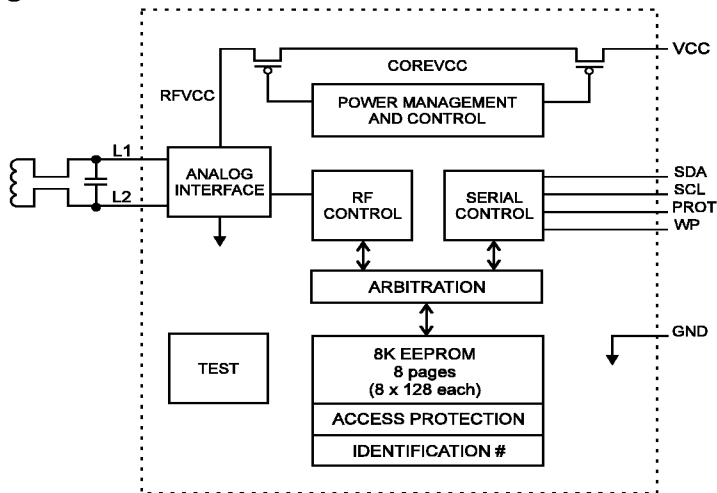 VCC
COREVCC
RFVCC
POWER MANAGEMENT
AND CONTROL
L1
L2
ANALOG
INTERFACE
RF
CONTROL
SERIAL
CONTROL
SDA
SCL
PROT
WP
ARBITRATION
GND
TEST
8K EEPROM
8 pages
(8 x 128 each)
ACCESS PROTECTION
IDENTIFICATION #